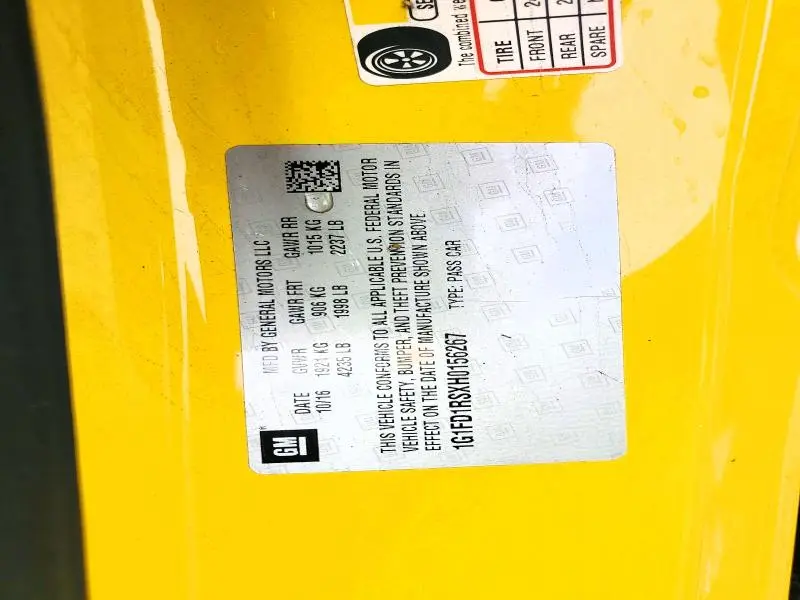 MFD BY GENERAL MOTORS LLC
DATE GVWR GAWR FRT GAWR RR
10/16 1921 KG 906 KG 1015 KG
4235 LB 1998 LB 2237 LB
GM
THIS VEHICLE CONFORMS TO ALL APPLICABLE U.S. FEDERAL MOTOR
VEHICLE SAFETY, BUMPER, AND THEFT PREVENTION STANDARDS IN
EFFECT ON THE DATE OF MANUFACTURE SHOWN ABOVE
1G1FD1RSXH0156267 TYPE: PASS CAR
The combined
TIRE
FRONT
REAR
SPARE